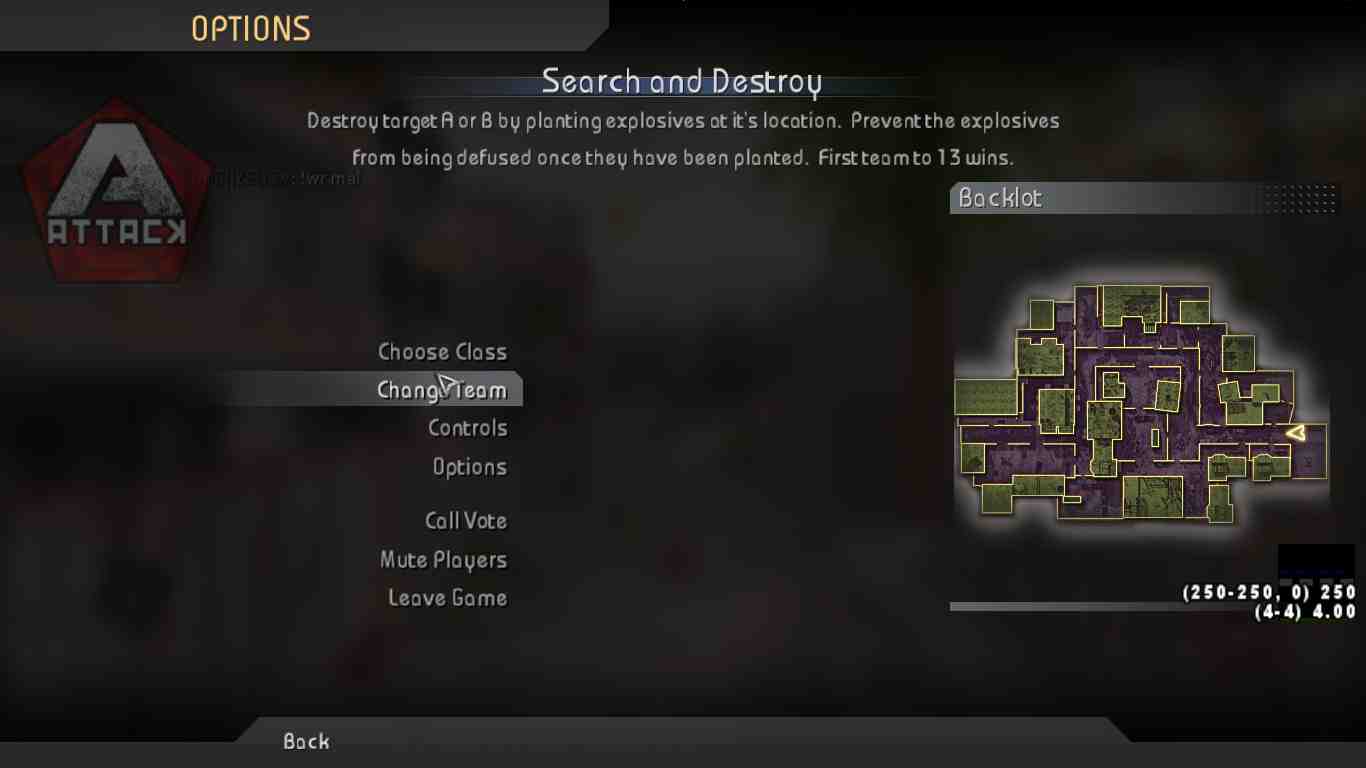 OPTIONS
Search and Destroy
Destroy target A or B by planting explosives at it's location. Prevent the explosives
from being defused once they have been planted. First team to 13 wins.
A
ATTACK
Backlot
Choose Class
Change Team
Controls
Options
Call Vote
Mute Players
Leave Game
(250-250, 0) 250
(4-4) 4.00
Back